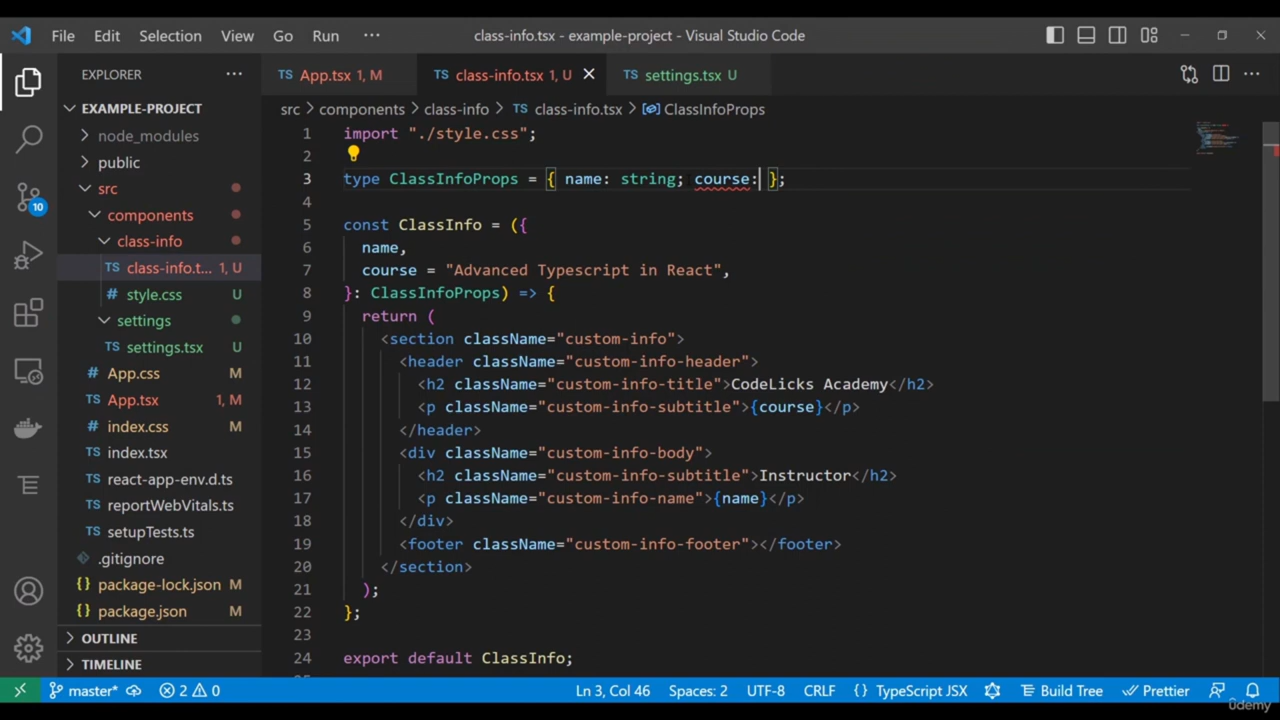 File Edit Selection View Go Run ··· class-info.tsx - example-project - Visual Studio Code
EXPLORER ···
TS App.tsx 1, M TS class-info.tsx 1, U TS settings.tsx U ···
EXAMPLE-PROJECT
node_modules
public
src
components
class-info
TS class-info.t... 1, U
# style.css U
settings
TS settings.tsx U
# App.css M
TS App.tsx 1, M
# index.css M
TS index.tsx
TS react-app-env.d.ts
TS reportWebVitals.ts
TS setupTests.ts
.gitignore
{} package-lock.json M
{} package.json M
OUTLINE
TIMELINE
10
src > components > class-info > TS class-info.tsx > ClassInfoProps
1 import "./style.css";
2
3 type ClassInfoProps = { name: string; course: };
4
5 const ClassInfo = ({
6 name,
7 course = "Advanced Typescript in React",
8 }: ClassInfoProps) => {
9 return (
10 <section className="custom-info">
11 <header className="custom-info-header">
12 <h2 className="custom-info-title">CodeLicks Academy</h2>
13 <p className="custom-info-subtitle">{course}</p>
14 </header>
15 <div className="custom-info-body">
16 <h2 className="custom-info-subtitle">Instructor</h2>
17 <p className="custom-info-name">{name}</p>
18 </div>
19 <footer className="custom-info-footer"></footer>
20 </section>
21 );
22 };
23
24 export default ClassInfo;
master* 2 0 Ln 3, Col 46 Spaces: 2 UTF-8 CRLF {} TypeScript JSX Build Tree Prettier
ûdemy